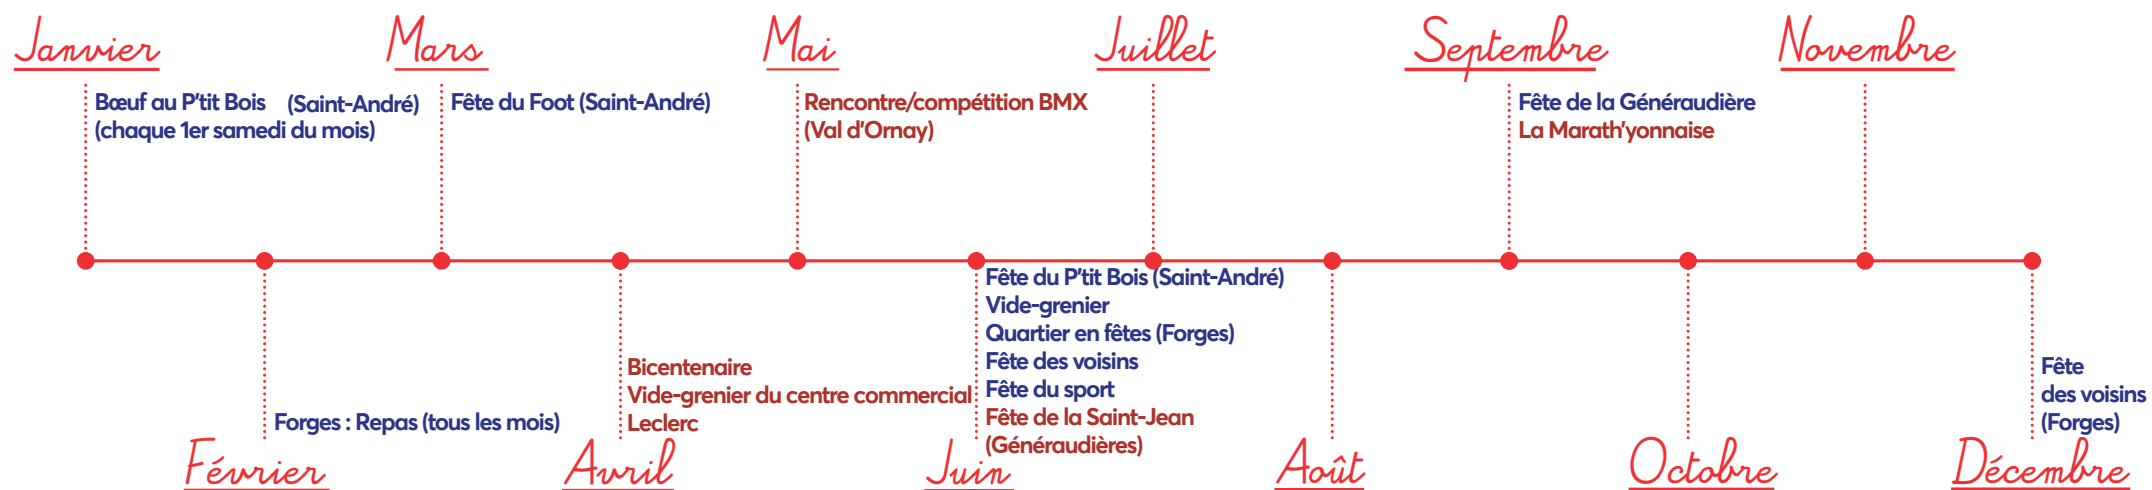 Janvier
Bœuf au P'tit Bois (Saint-André)
(chaque 1er samedi du mois)
Mars
Fête du Foot (Saint-André)
Mai
Rencontre/compétition BMX
(Val d'Ornay)
Juillet
Septembre
Fête de la Généraudière
La Marath'yonnaise
Novembre
Forges : Repas (tous les mois)
Février
Bicentenaire
Vide-grenier du centre commercial
Leclerc
Avril
Fête du P'tit Bois (Saint-André)
Vide-grenier
Quartier en fêtes (Forges)
Fête des voisins
Fête du sport
Fête de la Saint-Jean
(Généraudières)
Juin
Août
Octobre
Fête
des voisins
(Forges)
Décembre